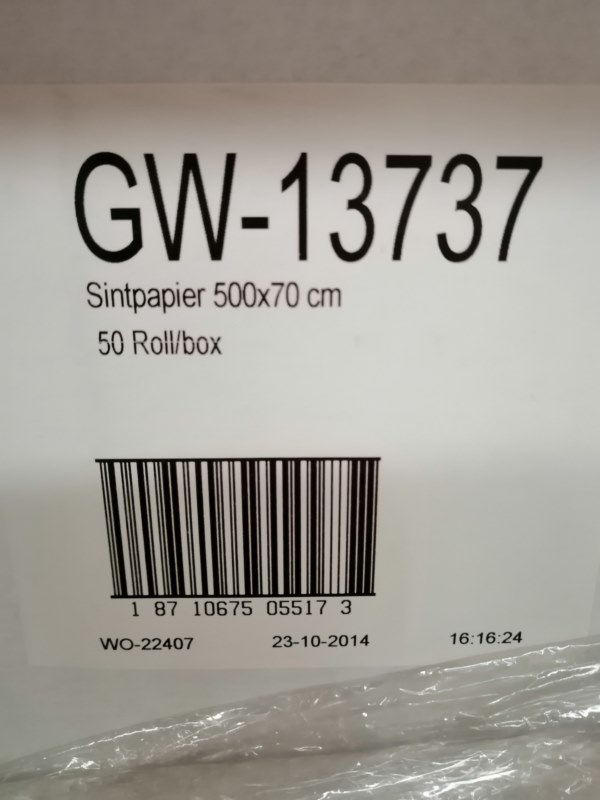 GW-13737
Sintpapier 500x70 cm
50 Roll/box
1 87 10675 05517 3
WO-22407 23-10-2014 16:16:24